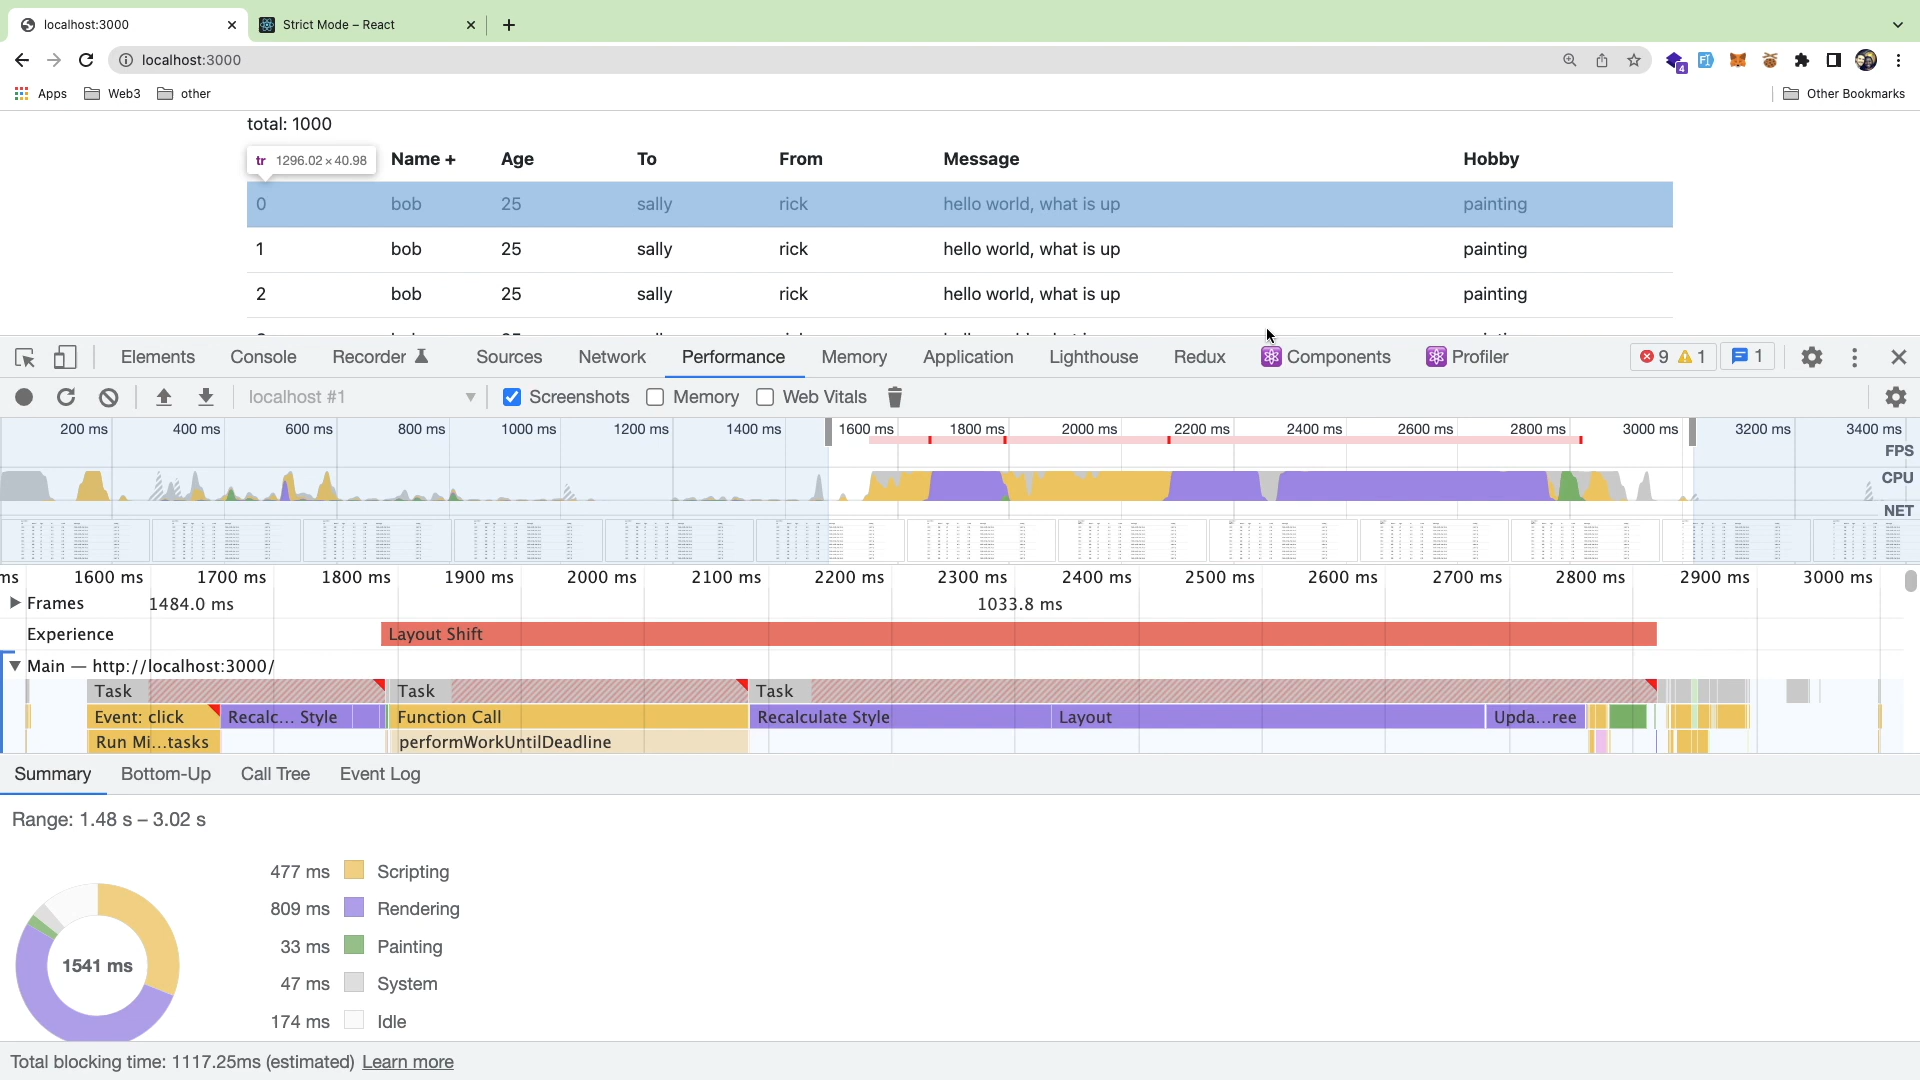 localhost:3000
Strict Mode – React
localhost:3000
4
Apps
Web3
other
Other Bookmarks
total: 1000
tr 1296.02 × 40.98
Name + Age To From Message Hobby
0 bob 25 sally rick hello world, what is up painting
1 bob 25 sally rick hello world, what is up painting
2 bob 25 sally rick hello world, what is up painting
Elements Console Recorder Sources Network Performance Memory Application Lighthouse Redux Components Profiler 9 1 1
localhost #1 Screenshots Memory Web Vitals
200 ms 400 ms 600 ms 800 ms 1000 ms 1200 ms 1400 ms 1600 ms 1800 ms 2000 ms 2200 ms 2400 ms 2600 ms 2800 ms 3000 ms 3200 ms 3400 ms
FPS
CPU
NET
ms 1600 ms 1700 ms 1800 ms 1900 ms 2000 ms 2100 ms 2200 ms 2300 ms 2400 ms 2500 ms 2600 ms 2700 ms 2800 ms 2900 ms 3000 ms
Frames 1484.0 ms 1033.8 ms
Experience Layout Shift
Main — http://localhost:3000/
Task Task Task
Event: click Recalc... Style Function Call Recalculate Style Layout Upda...ree
Run Mi...tasks performWorkUntilDeadline
Summary Bottom-Up Call Tree Event Log
Range: 1.48 s – 3.02 s
477 ms Scripting
809 ms Rendering
33 ms Painting
1541 ms
47 ms System
174 ms Idle
Total blocking time: 1117.25ms (estimated) Learn more